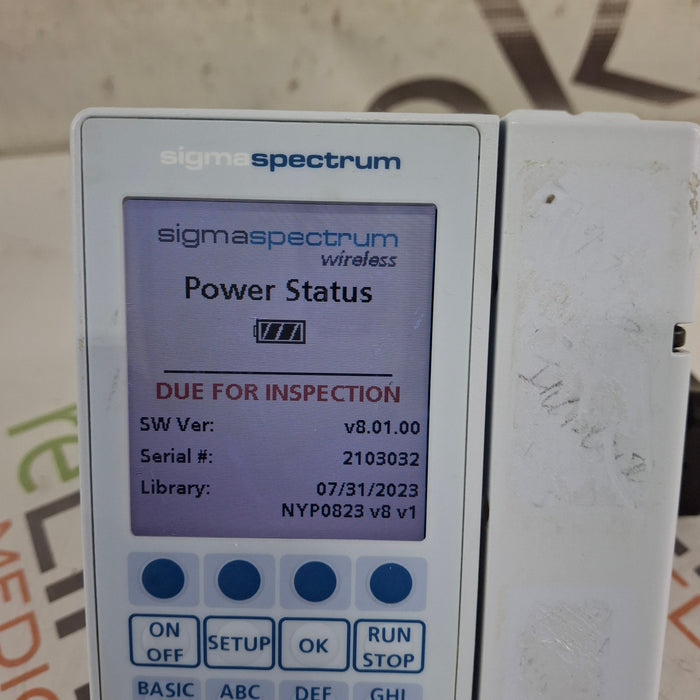 sigmaspectrum
sigmaspectrum
wireless
Power Status
DUE FOR INSPECTION
SW Ver: v8.01.00
Serial #: 2103032
Library: 07/31/2023
NYP0823 v8 v1
ON OFF
SETUP
OK
RUN STOP
BASIC
ABC
DEF
GHI